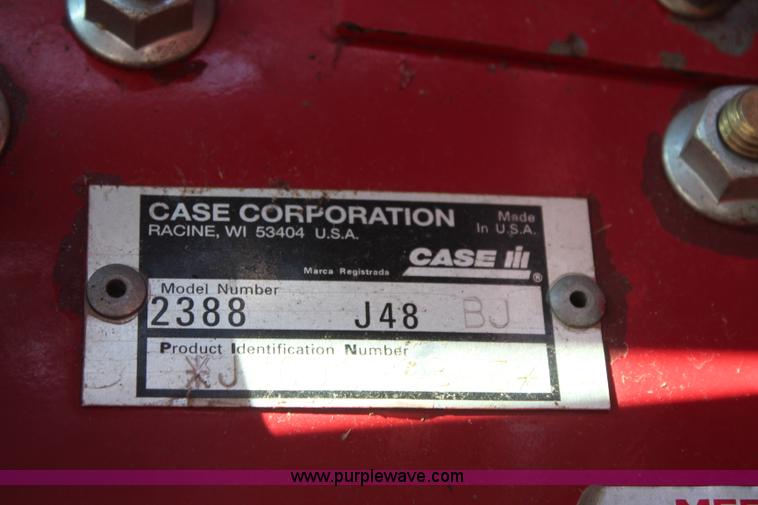 CASE CORPORATION
RACINE, WI 53404 U.S.A.
Made
In U.S.A.
Marca Registrada
CASE IH®
Model Number
2388 J48 BJ
Product Identification Number
www.purplewave.com